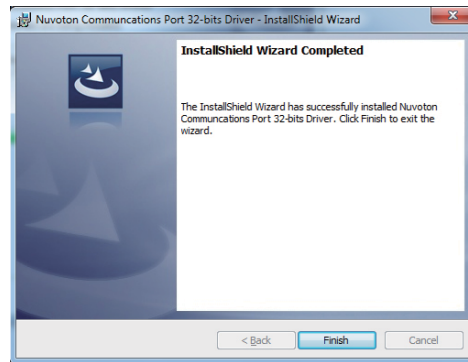 Nuvoton Communcations Port 32-bits Driver - InstallShield Wizard
InstallShield Wizard Completed
The InstallShield Wizard has successfully installed Nuvoton
Communcations Port 32-bits Driver. Click Finish to exit the
wizard.
< Back
Finish
Cancel